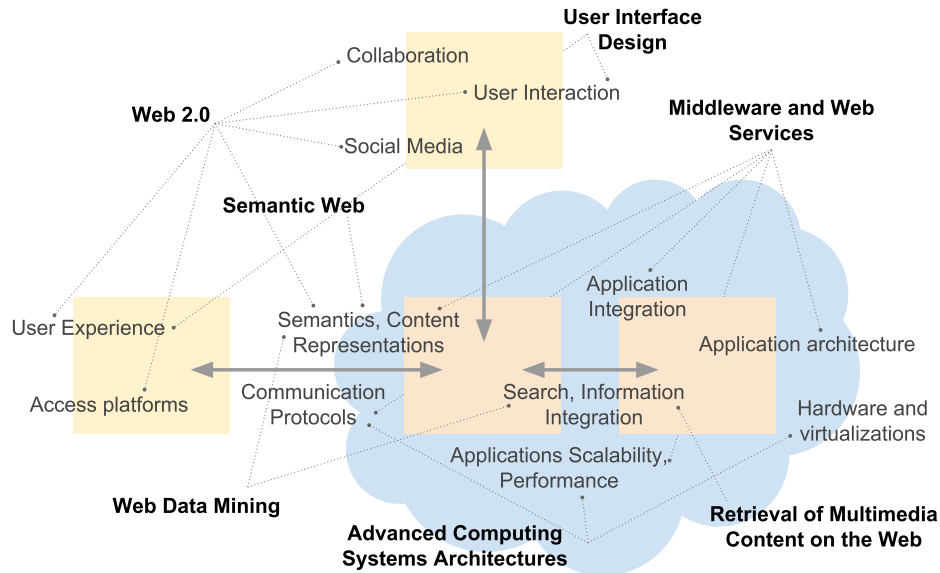 User Interface
Design
Collaboration
User Interaction
Web 2.0
Middleware and Web
Services
Social Media
Semantic Web
Application
Integration
User Experience
Semantics, Content
Representations
Application architecture
Access platforms
Communication
Protocols
Search, Information
Integration
Hardware and
virtualizations
Applications Scalability,
Performance
Web Data Mining
Advanced Computing
Systems Architectures
Retrieval of Multimedia
Content on the Web